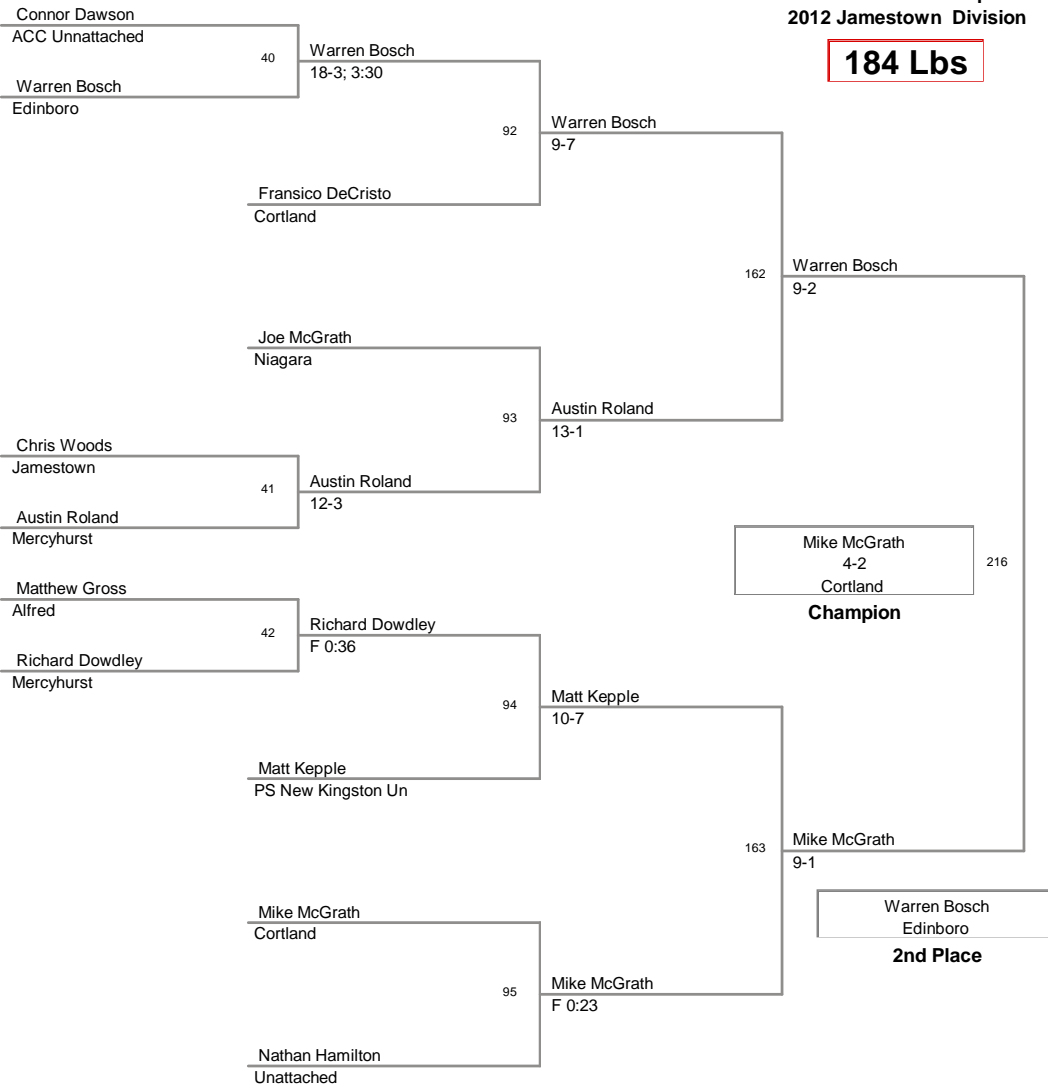 2012 Jamestown Division
184 Lbs
Connor Dawson
ACC Unnattached
40
Warren Bosch
18-3; 3:30
Warren Bosch
Edinboro
92
Warren Bosch
9-7
Fransico DeCristo
Cortland
162
Warren Bosch
9-2
Joe McGrath
Niagara
93
Austin Roland
13-1
Chris Woods
Jamestown
41
Austin Roland
12-3
Austin Roland
Mercyhurst
Mike McGrath
4-2
Cortland
216
Champion
Matthew Gross
Alfred
42
Richard Dowdley
F 0:36
Richard Dowdley
Mercyhurst
94
Matt Kepple
10-7
Matt Kepple
PS New Kingston Un
163
Mike McGrath
9-1
Mike McGrath
Cortland
Warren Bosch
Edinboro
2nd Place
95
Mike McGrath
F 0:23
Nathan Hamilton
Unattached